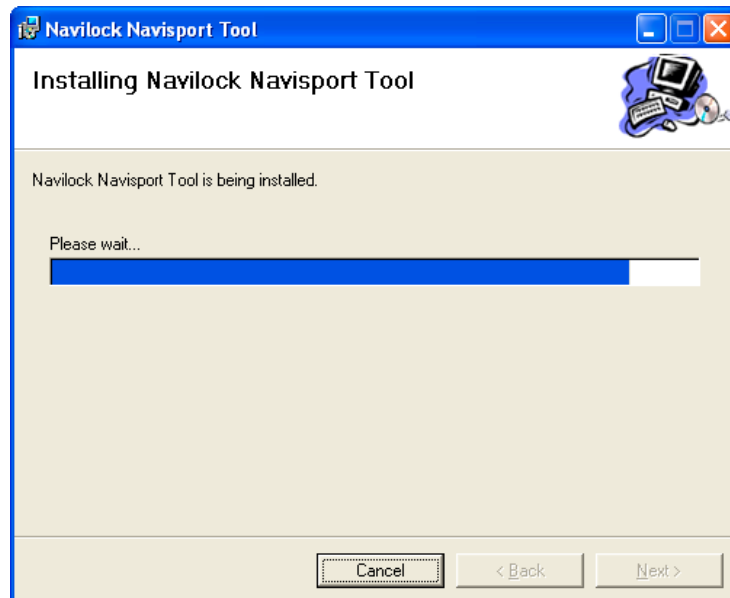 Navilock Navisport Tool
Installing Navilock Navisport Tool
Navilock Navisport Tool is being installed.
Please wait...
Cancel
< Back
Next >